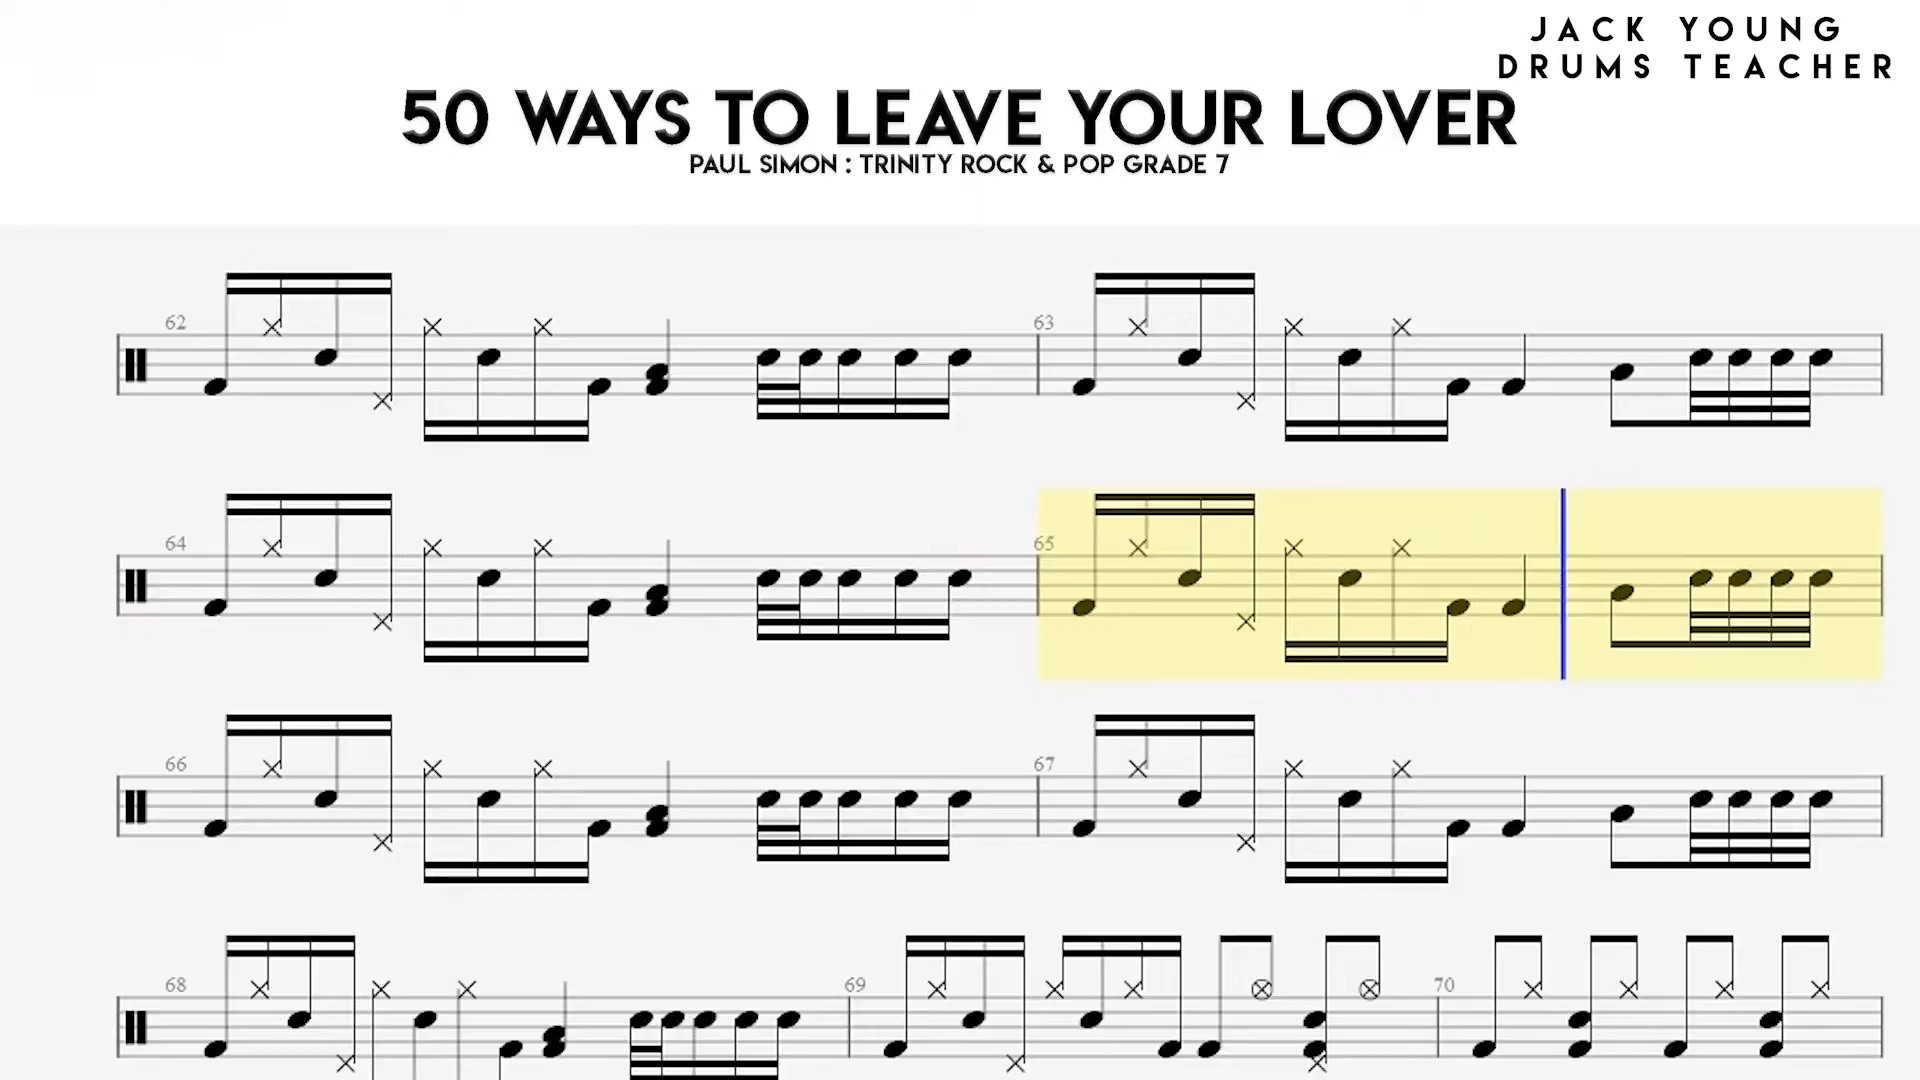 JACK YOUNG
DRUMS TEACHER
50 WAYS TO LEAVE YOUR LOVER
PAUL SIMON : TRINITY ROCK & POP GRADE 7
62 63
64 65
66 67
68 69 70